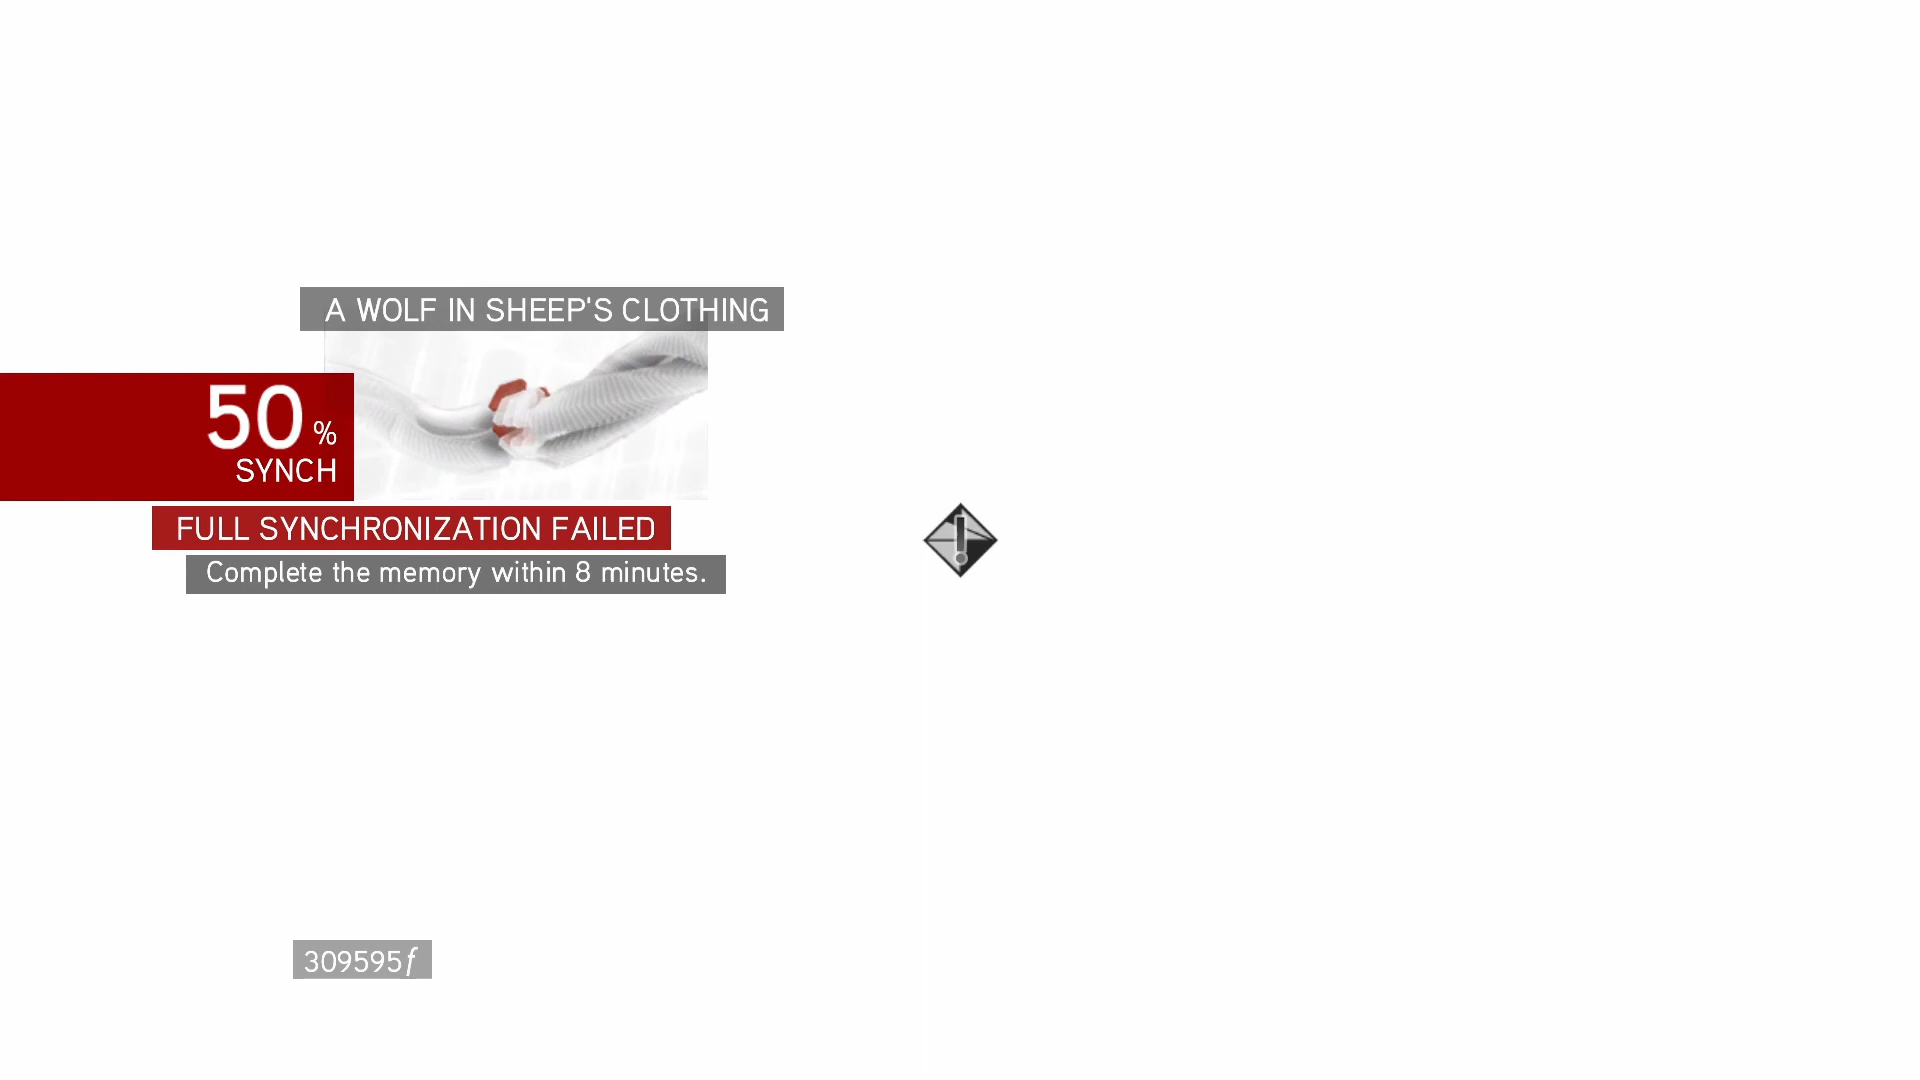 A WOLF IN SHEEP'S CLOTHING
50 %
SYNCH
FULL SYNCHRONIZATION FAILED
Complete the memory within 8 minutes.
309595ƒ